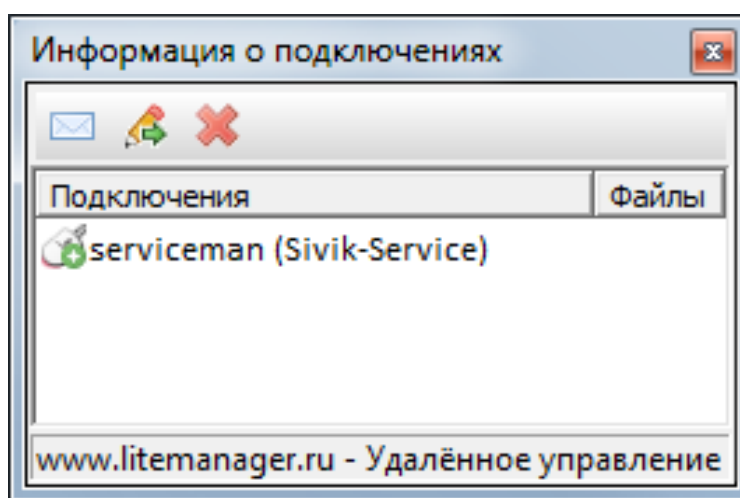 Информация о подключениях
Подключения Файлы
serviceman (Sivik-Service)
www.litemanager.ru - Удалённое управление